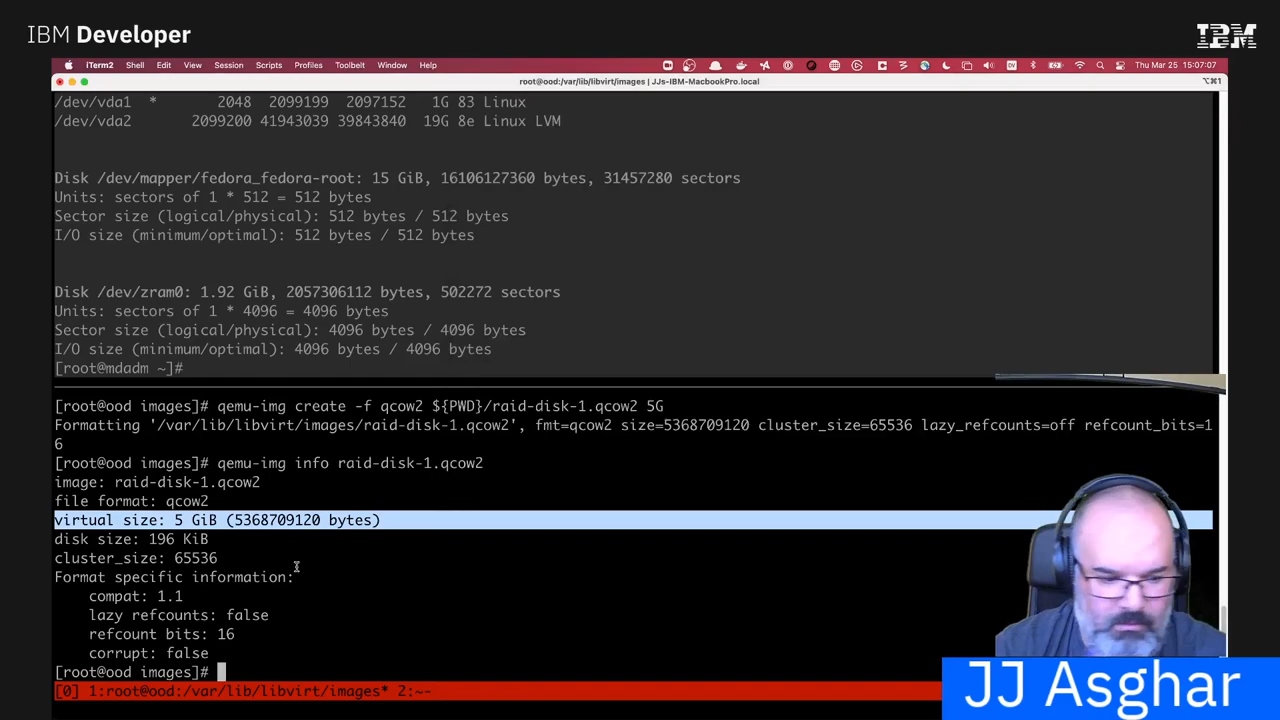 IBM Developer
IBM
iTerm2 Shell Edit View Session Scripts Profiles Toolbelt Window Help
Thu Mar 25 15:07:07
root@ood:/var/lib/libvirt/images | JJs-IBM-MacbookPro.local
⌥⌘1
/dev/vda1 * 2048 2099199 2097152 1G 83 Linux
/dev/vda2 2099200 41943039 39843840 19G 8e Linux LVM
Disk /dev/mapper/fedora_fedora-root: 15 GiB, 16106127360 bytes, 31457280 sectors
Units: sectors of 1 * 512 = 512 bytes
Sector size (logical/physical): 512 bytes / 512 bytes
I/O size (minimum/optimal): 512 bytes / 512 bytes
Disk /dev/zram0: 1.92 GiB, 2057306112 bytes, 502272 sectors
Units: sectors of 1 * 4096 = 4096 bytes
Sector size (logical/physical): 4096 bytes / 4096 bytes
I/O size (minimum/optimal): 4096 bytes / 4096 bytes
[root@mdadm ~]#
[root@ood images]# qemu-img create -f qcow2 ${PWD}/raid-disk-1.qcow2 5G
Formatting '/var/lib/libvirt/images/raid-disk-1.qcow2', fmt=qcow2 size=5368709120 cluster_size=65536 lazy_refcounts=off refcount_bits=1
6
[root@ood images]# qemu-img info raid-disk-1.qcow2
image: raid-disk-1.qcow2
file format: qcow2
virtual size: 5 GiB (5368709120 bytes)
disk size: 196 KiB
cluster_size: 65536
Format specific information:
compat: 1.1
lazy refcounts: false
refcount bits: 16
corrupt: false
[root@ood images]#
[0] 1:root@ood:/var/lib/libvirt/images* 2:~-
JJ Asghar